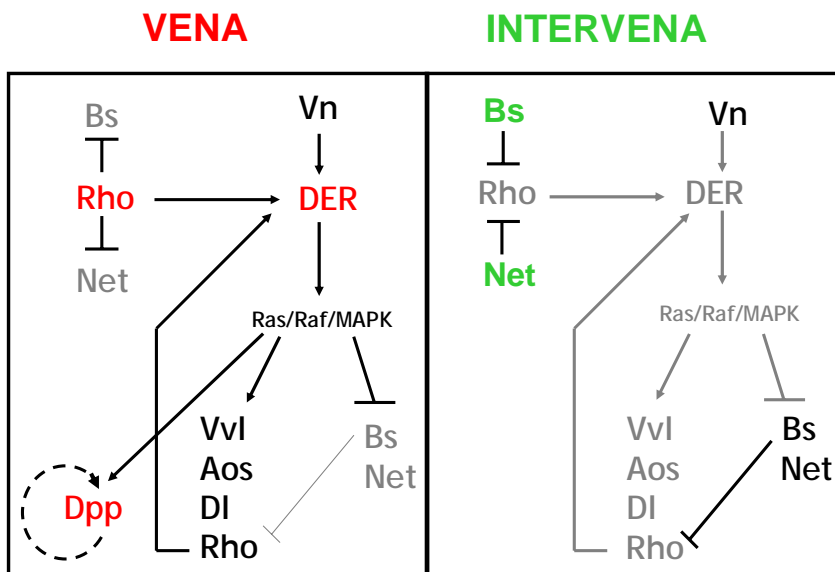 VENA
INTERVENA
Bs
Vn
Rho
DER
Net
Ras/Raf/MAPK
Vvl
Aos
Dl
Rho
Bs
Net
Dpp
Bs
Vn
Rho
DER
Net
Ras/Raf/MAPK
Vvl
Aos
Dl
Rho
Bs
Net